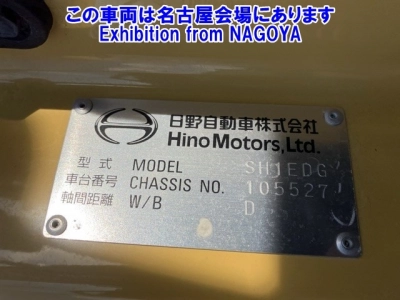 この車両は名古屋会場にあります
Exhibition from NAGOYA
日野自動車株式会社
Hino Motors, Ltd.
型式 MODEL SH1EDG
車台番号 CHASSIS NO. 105527
軸間距離 W/B D